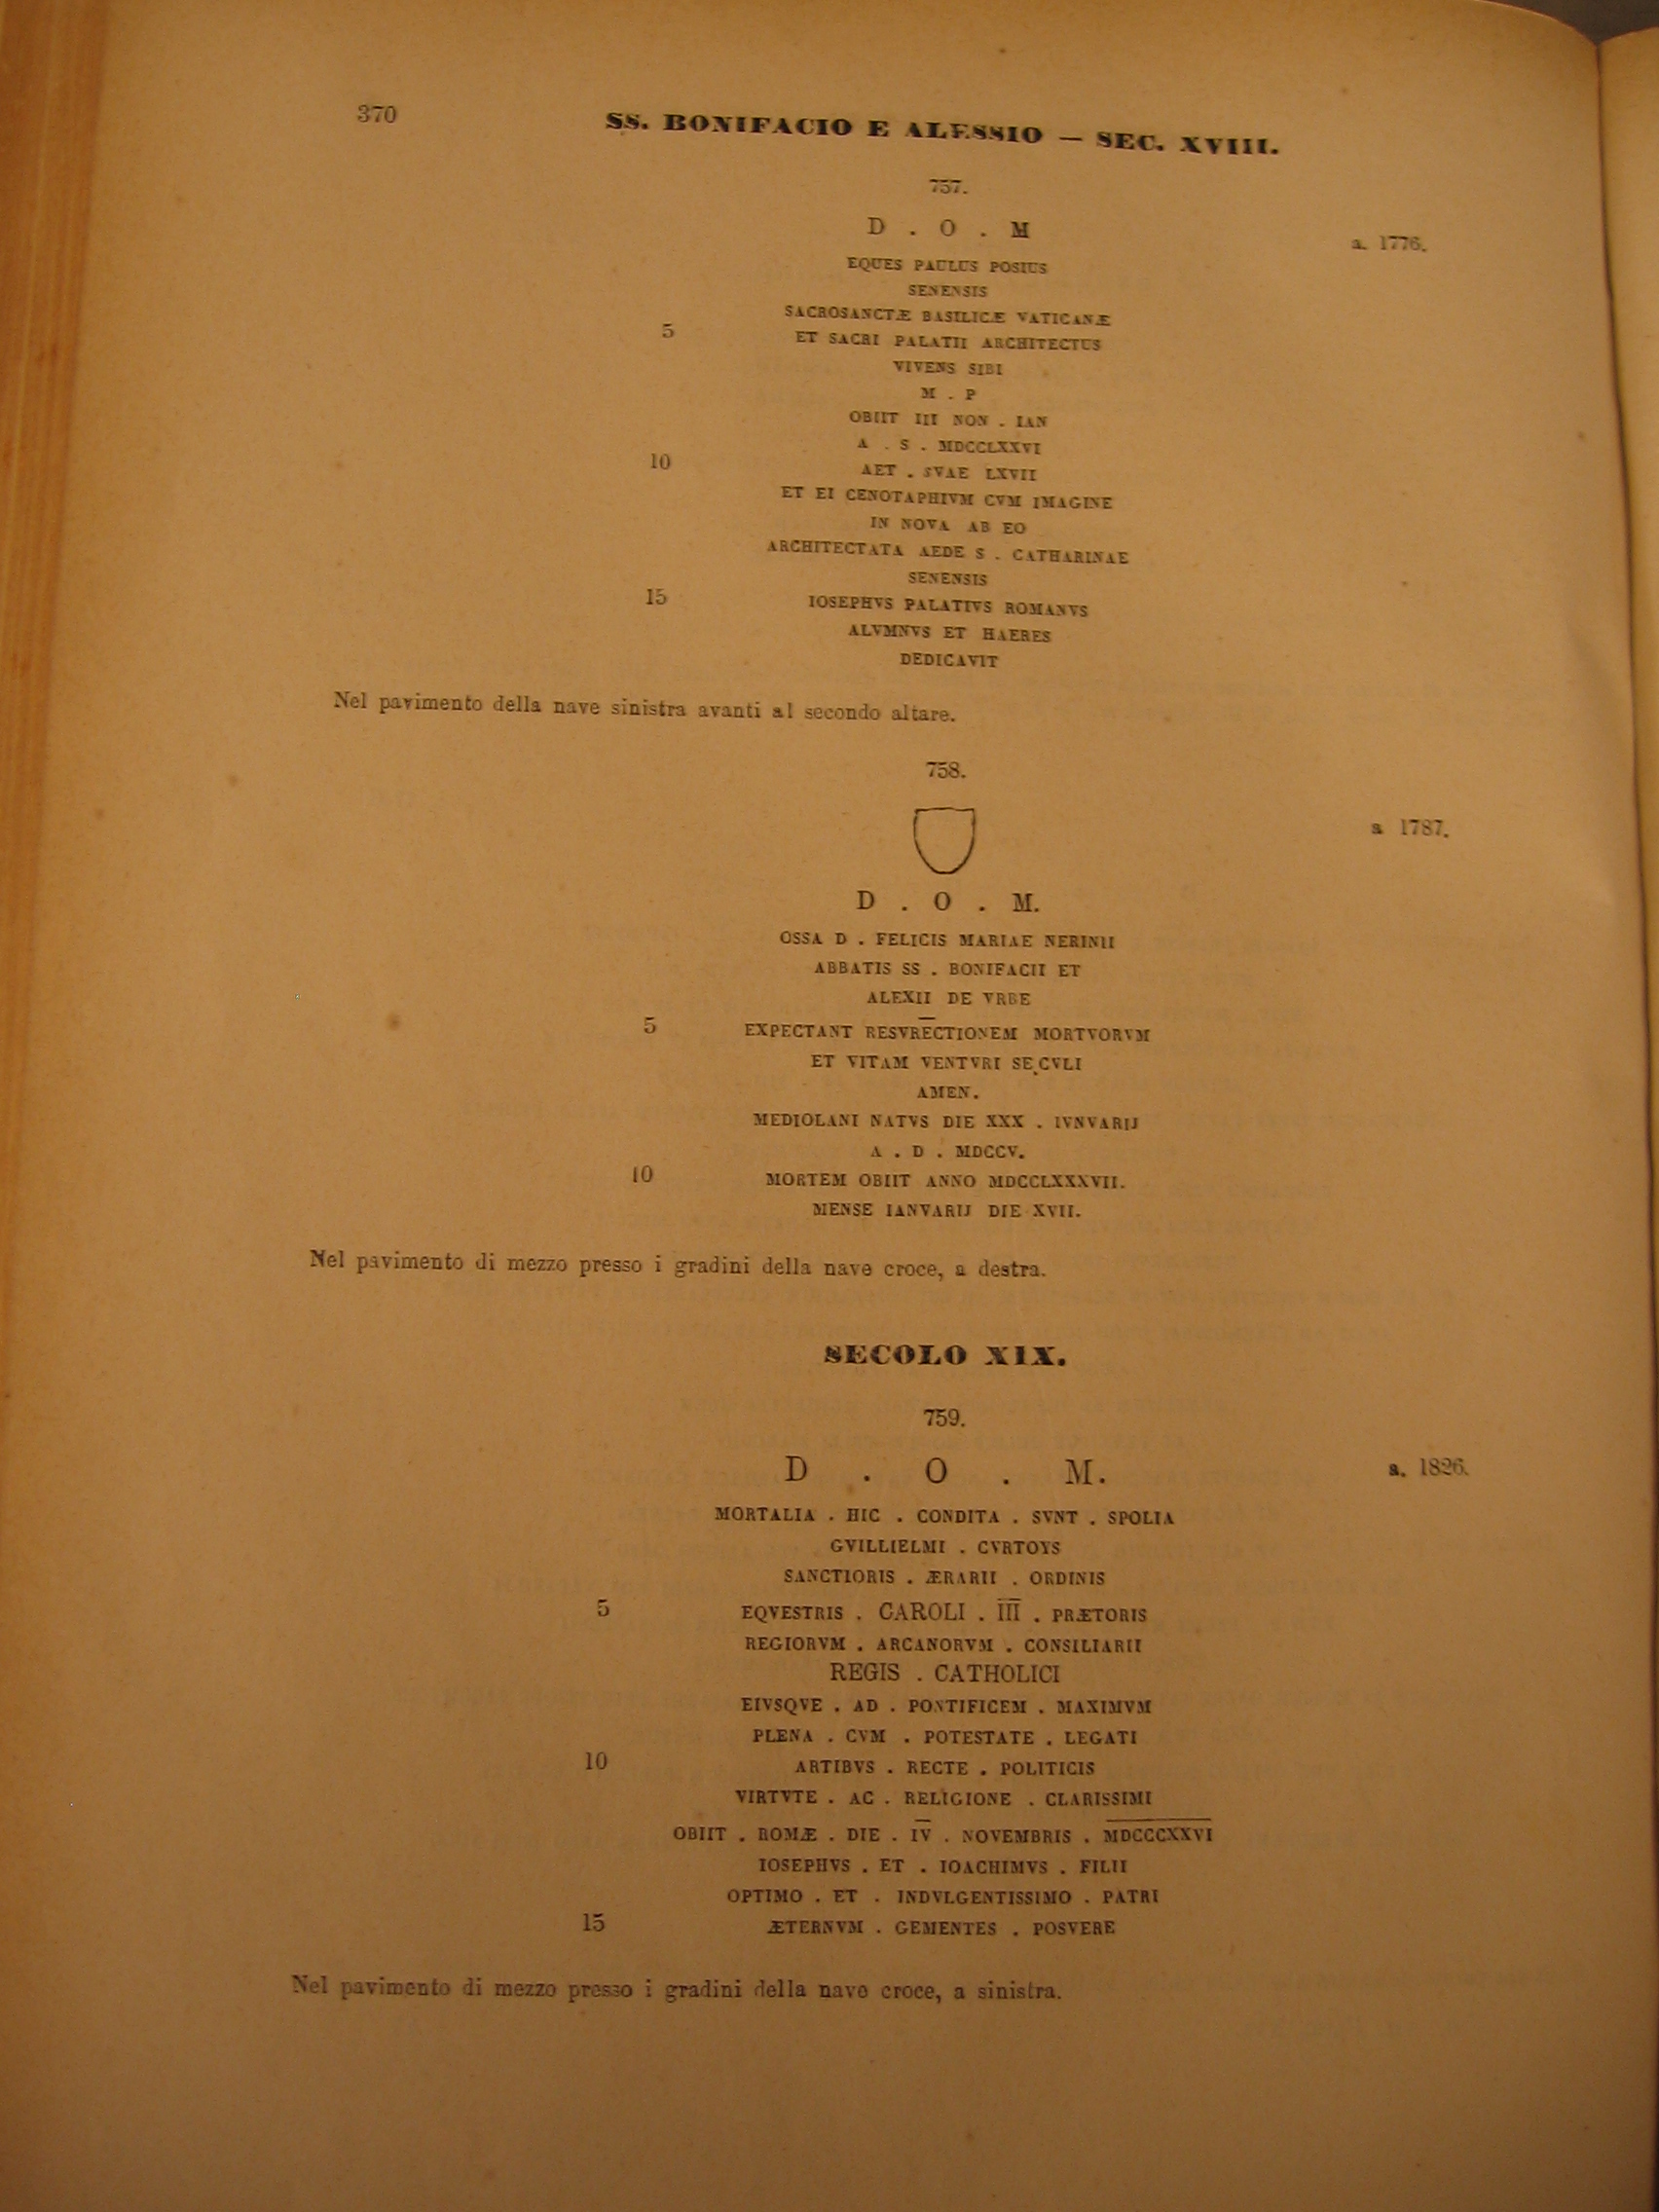 370
SS. BONIFACIO E ALESSIO — SEC. XVIII.
757.
D . O . M
a. 1776.
EQUES PAULUS POSIUS
SENENSIS
SACROSANCTÆ BASILICÆ VATICANÆ
5 ET SACRI PALATII ARCHITECTUS
VIVENS SIBI
M . P
OBIIT III NON . IAN
A . S . MDCCLXXVI
10 AET . SVAE LXVII
ET EI CENOTAPHIVM CVM IMAGINE
IN NOVA AB EO
ARCHITECTATA AEDE S . CATHARINAE
SENENSIS
15 IOSEPHVS PALATIVS ROMANVS
ALVMNVS ET HAERES
DEDICAVIT
Nel pavimento della nave sinistra avanti al secondo altare.
758.
a 1787.
D . O . M.
OSSA D . FELICIS MARIAE NERINII
ABBATIS SS . BONIFACII ET
ALEXII DE VRBE
5 EXPECTANT RESVRE̅CTIONEM MORTVORVM
ET VITAM VENTVRI SECVLI
AMEN.
MEDIOLANI NATVS DIE XXX . IVNVARIJ
A . D . MDCCV.
10 MORTEM OBIIT ANNO MDCCLXXXVII.
MENSE IANVARIJ DIE XVII.
Nel pavimento di mezzo presso i gradini della nave croce, a destra.
SECOLO XIX.
759.
D . O . M.
a. 1826.
MORTALIA . HIC . CONDITA . SVNT . SPOLIA
GVILLIELMI . CVRTOYS
SANCTIORIS . ÆRARII . ORDINIS
5 EQVESTRIS . CAROLI . I̅I̅I̅ . PRÆTORIS
REGIORVM . ARCANORVM . CONSILIARII
REGIS . CATHOLICI
EIVSQVE . AD . PONTIFICEM . MAXIMVM
PLENA . CVM . POTESTATE . LEGATI
10 ARTIBVS . RECTE . POLITICIS
VIRTVTE . AC . RELIGIONE . CLARISSIMI
OBIIT . ROMÆ . DIE . I̅V̅ . NOVEMBRIS . M̅D̅C̅C̅C̅X̅X̅V̅I̅
IOSEPHVS . ET . IOACHIMVS . FILII
OPTIMO . ET . INDVLGENTISSIMO . PATRI
15 ÆTERNVM . GEMENTES . POSVERE
Nel pavimento di mezzo presso i gradini della nave croce, a sinistra.